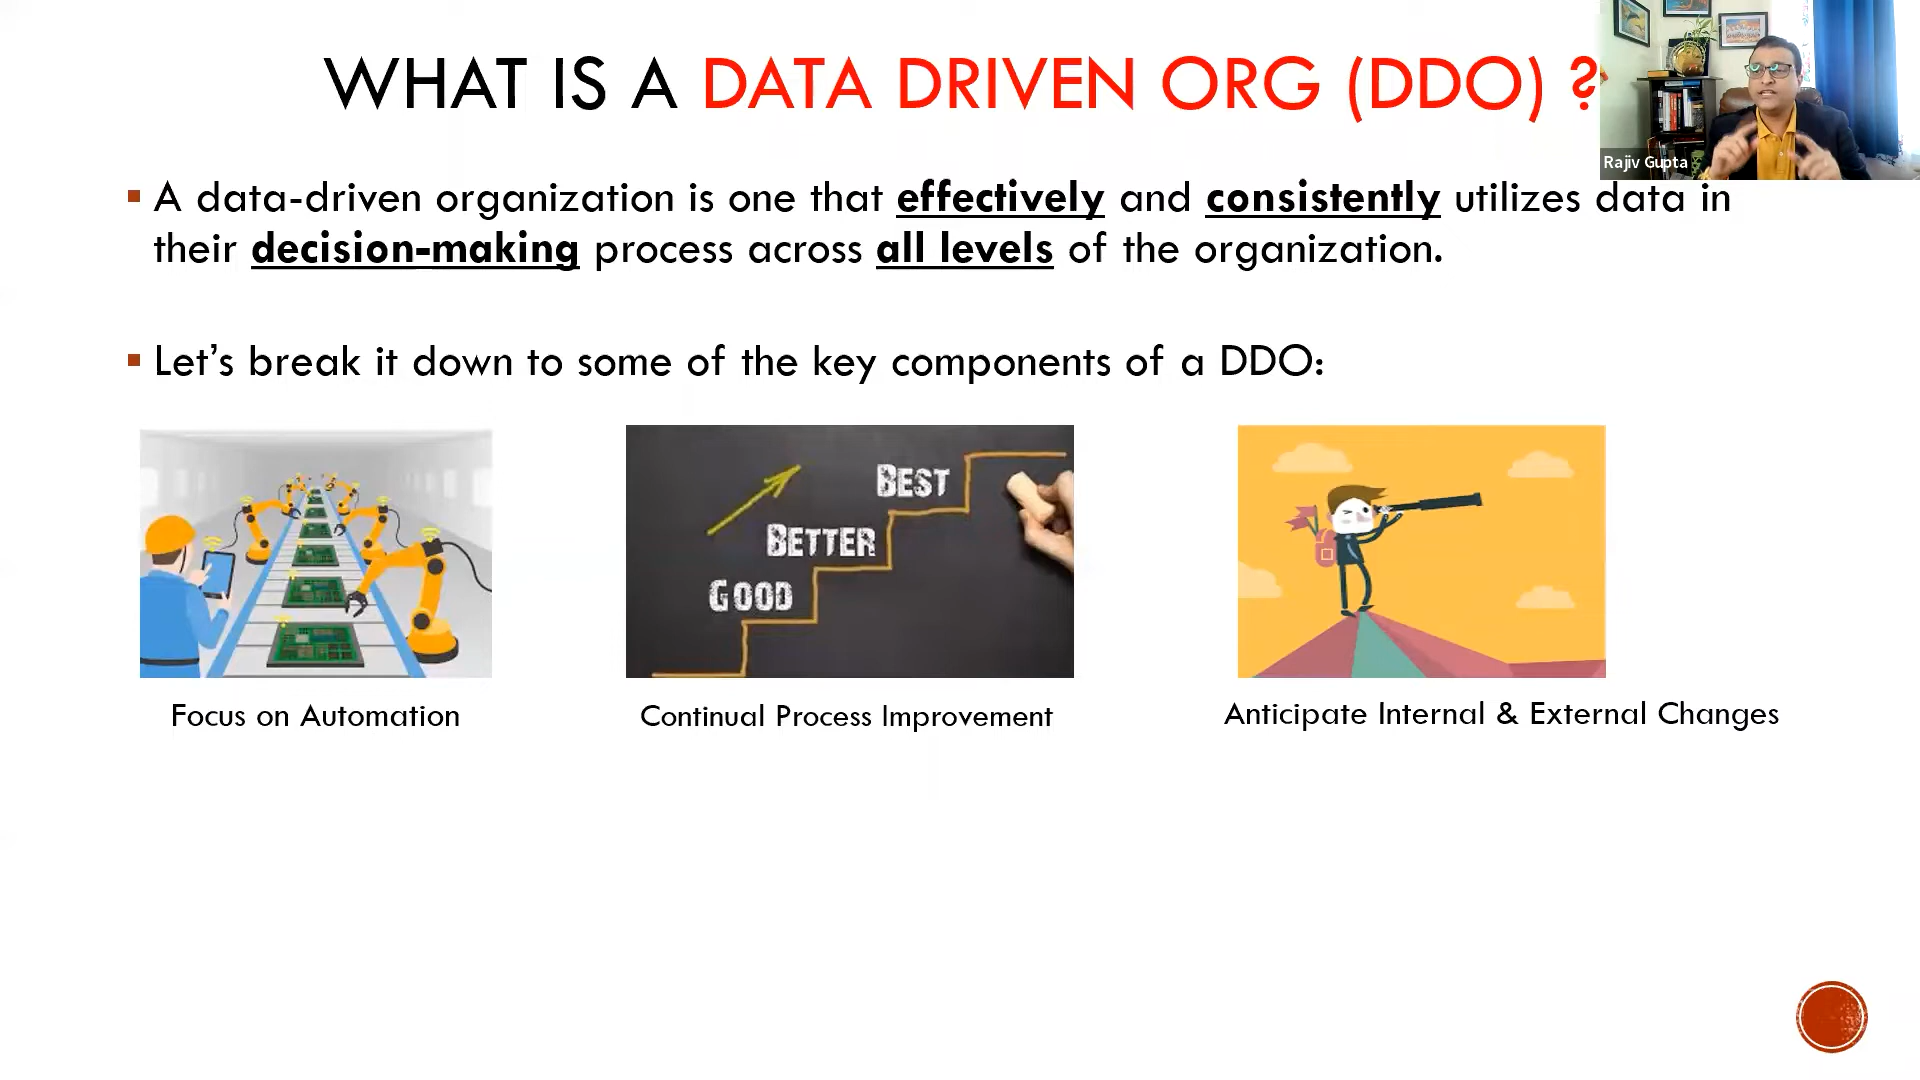 WHAT IS A DATA DRIVEN ORG (DDO) ?
Rajiv Gupta
A data-driven organization is one that effectively and consistently utilizes data in
their decision-making process across all levels of the organization.
Let's break it down to some of the key components of a DDO:
BEST
BETTER
GOOD
Focus on Automation
Continual Process Improvement
Anticipate Internal & External Changes